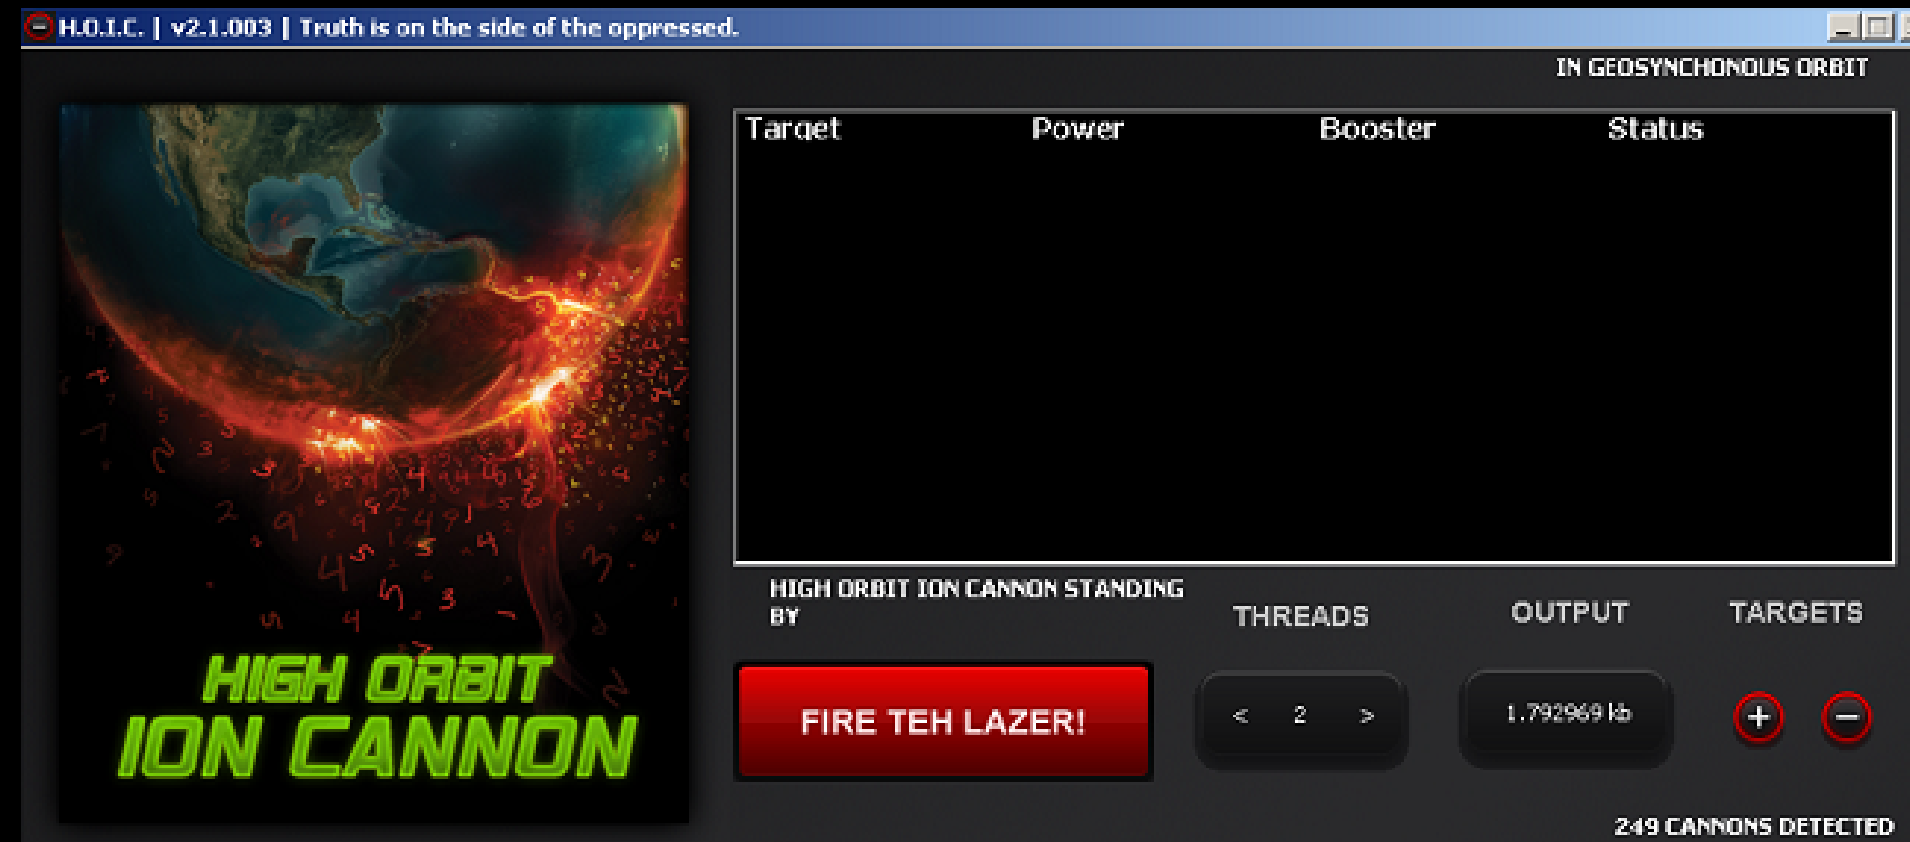 H.O.I.C. | v2.1.003 | Truth is on the side of the oppressed.
IN GEOSYNCHONOUS ORBIT
Target Power Booster Status
HIGH ORBIT ION CANNON STANDING
BY
THREADS OUTPUT TARGETS
FIRE TEH LAZER!
< 2 >
1.792969 kb
+ −
249 CANNONS DETECTED
HIGH ORBIT
ION CANNON